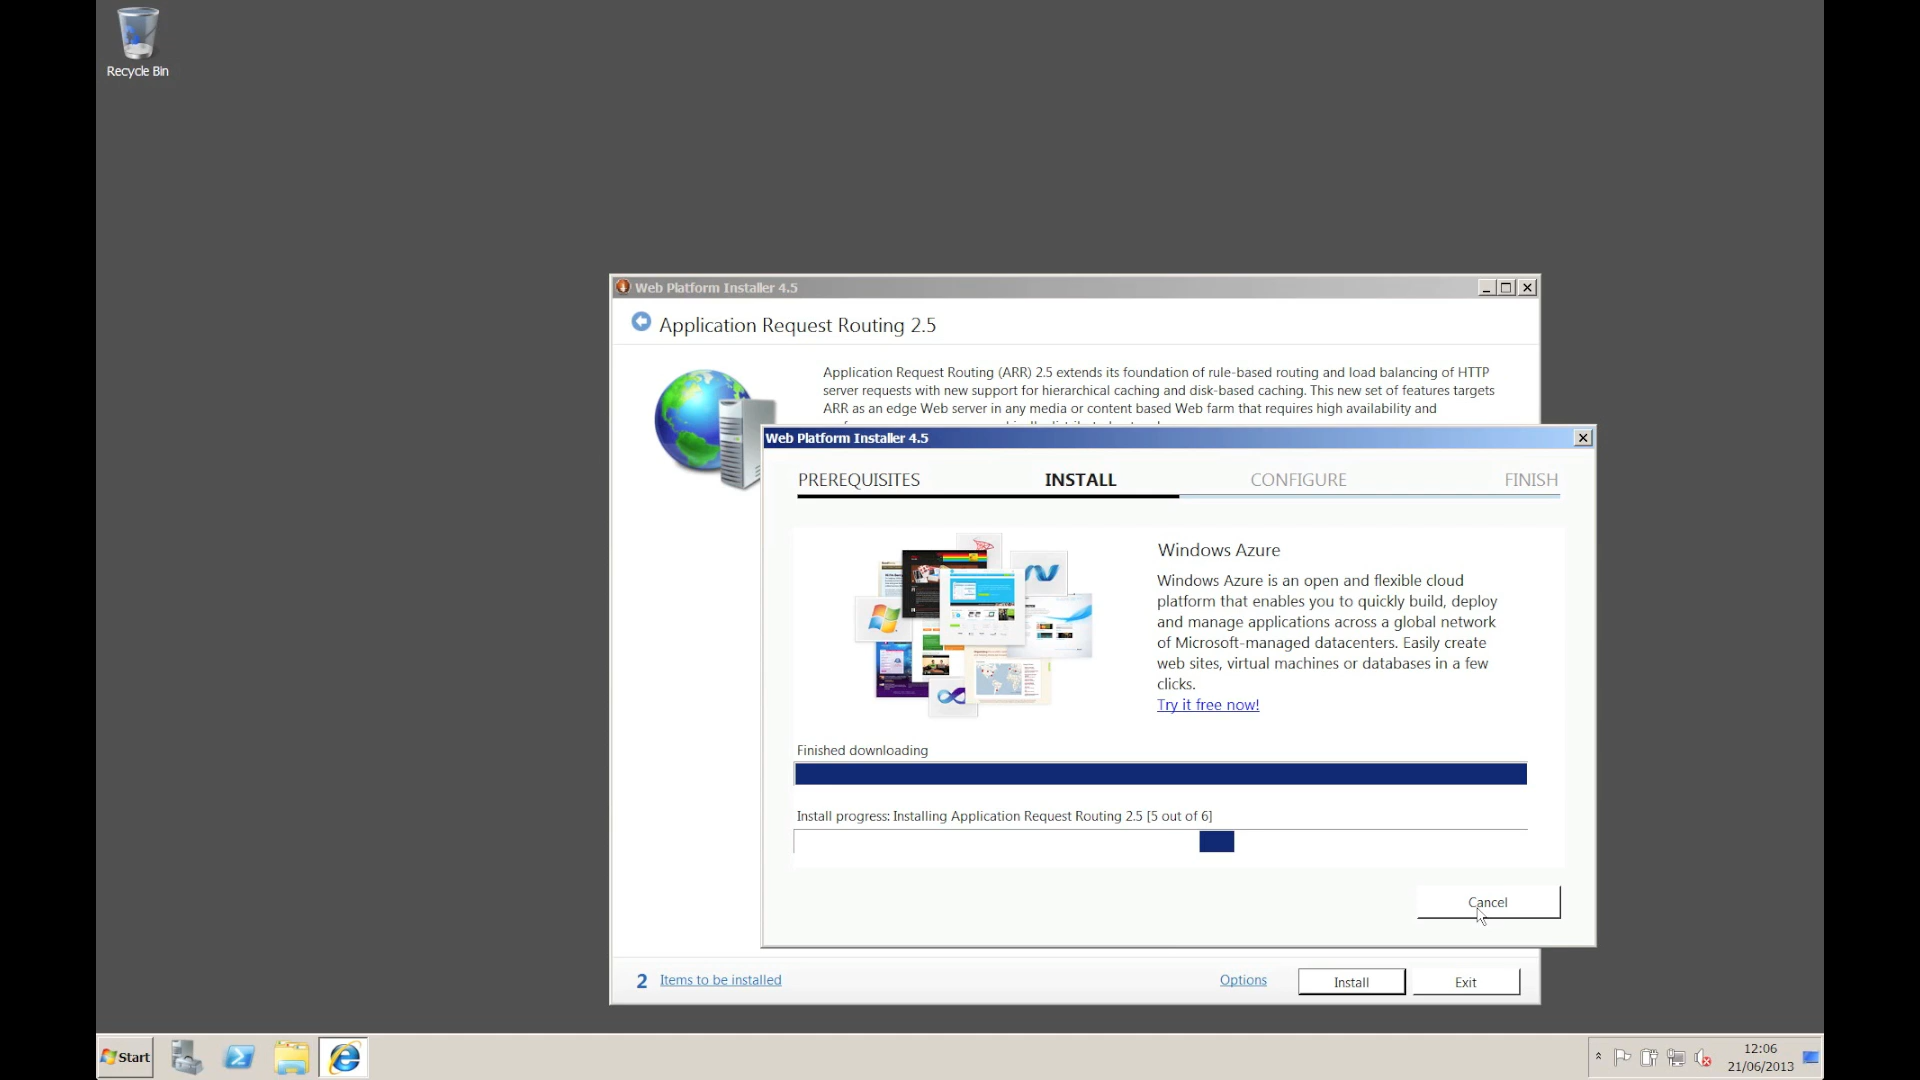 Recycle Bin
Web Platform Installer 4.5
Application Request Routing 2.5
Application Request Routing (ARR) 2.5 extends its foundation of rule-based routing and load balancing of HTTP
server requests with new support for hierarchical caching and disk-based caching. This new set of features targets
ARR as an edge Web server in any media or content based Web farm that requires high availability and
Web Platform Installer 4.5
PREREQUISITES INSTALL CONFIGURE FINISH
Windows Azure
Windows Azure is an open and flexible cloud
platform that enables you to quickly build, deploy
and manage applications across a global network
of Microsoft-managed datacenters. Easily create
web sites, virtual machines or databases in a few
clicks.
Try it free now!
Finished downloading
Install progress: Installing Application Request Routing 2.5 [5 out of 6]
Cancel
2 Items to be installed Options Install Exit
Start
12:06
21/06/2013